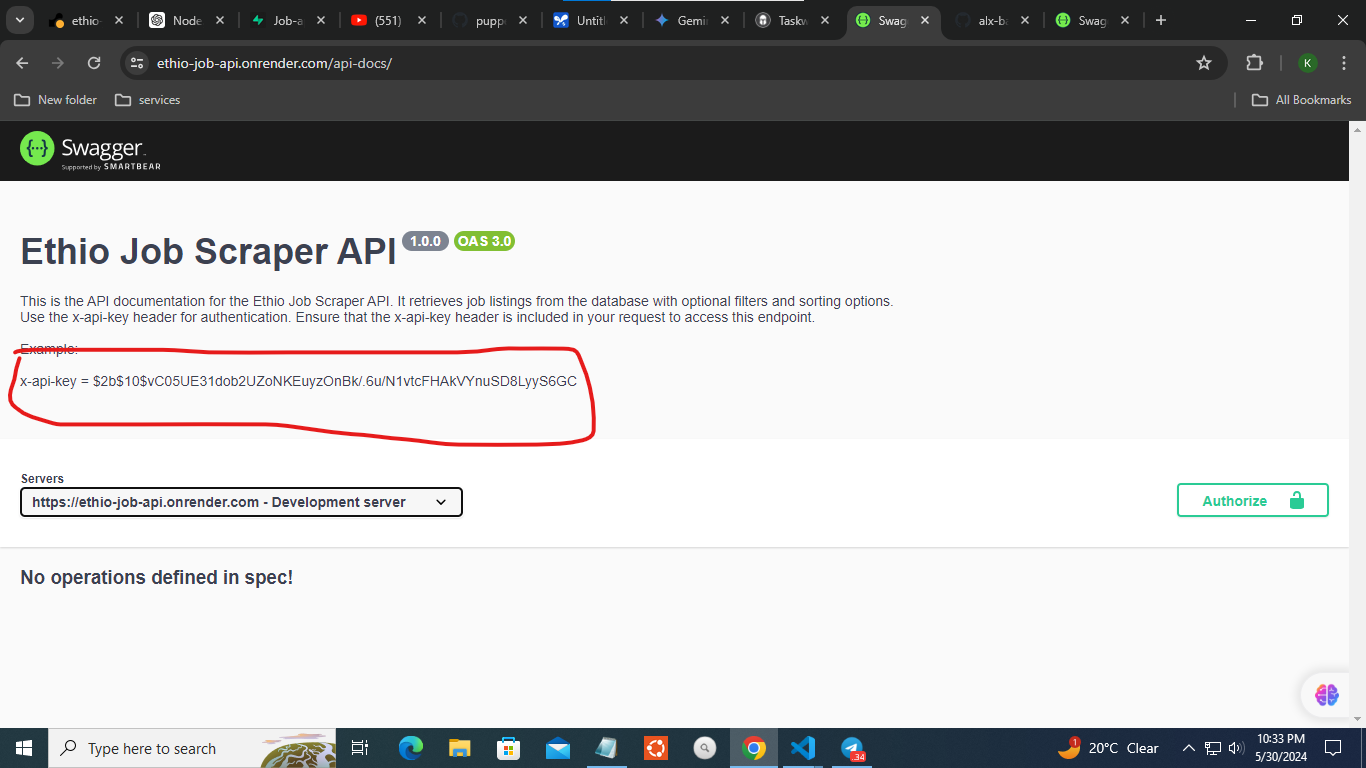 ethio-
Node
Job-a
(551)
pupp
Untitl
Gemi
Taskw
Swag
alx-ba
Swag
ethio-job-api.onrender.com/api-docs/
K
New folder
services
All Bookmarks
Swagger
Supported by SMARTBEAR
Ethio Job Scraper API 1.0.0 OAS 3.0
This is the API documentation for the Ethio Job Scraper API. It retrieves job listings from the database with optional filters and sorting options.
Use the x-api-key header for authentication. Ensure that the x-api-key header is included in your request to access this endpoint.
Example:
x-api-key = $2b$10$vC05UE31dob2UZoNKEuyzOnBk/.6u/N1vtcFHAkVYnuSD8LyyS6GC
Servers
https://ethio-job-api.onrender.com - Development server
Authorize
No operations defined in spec!
Type here to search
.34
1
20°C Clear
10:33 PM
5/30/2024